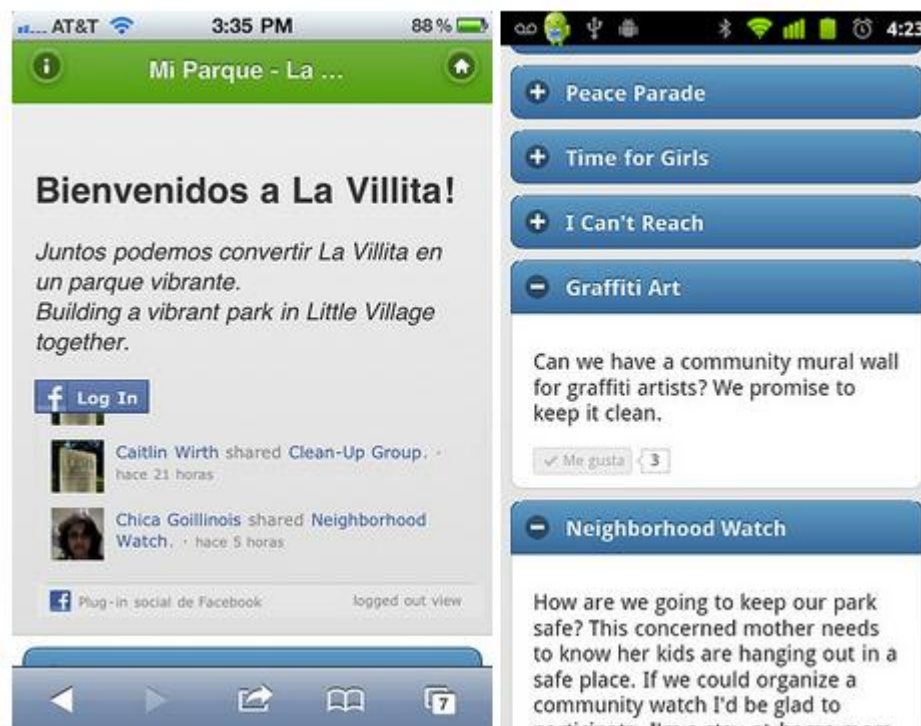 AT&T 3:35 PM 88 %
Mi Parque - La ...
Bienvenidos a La Villita!
Juntos podemos convertir La Villita en
un parque vibrante.
Building a vibrant park in Little Village
together.
f Log In
Caitlin Wirth shared Clean-Up Group. ·
hace 21 horas
Chica Goillinois shared Neighborhood
Watch. · hace 5 horas
f Plug-in social de Facebook logged out view
7
4:23
Peace Parade
Time for Girls
I Can't Reach
Graffiti Art
Can we have a community mural wall
for graffiti artists? We promise to
keep it clean.
Me gusta 3
Neighborhood Watch
How are we going to keep our park
safe? This concerned mother needs
to know her kids are hanging out in a
safe place. If we could organize a
community watch I'd be glad to